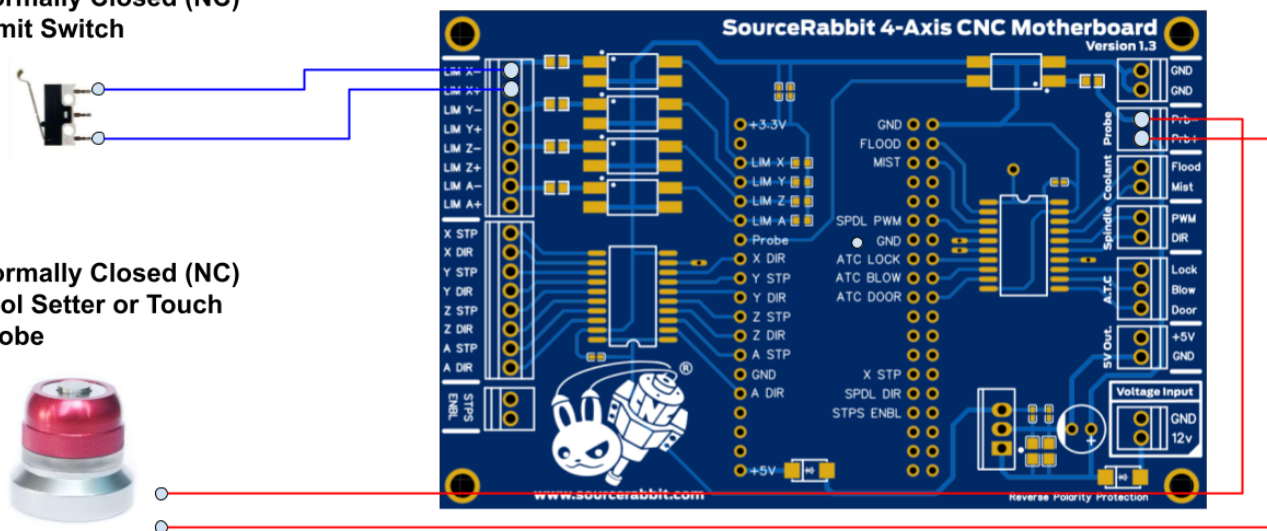 ormally Closed (NC)
mit Switch
ormally Closed (NC)
ol Setter or Touch
obe
SourceRabbit 4-Axis CNC Motherboard
Version 1.3
LIM X-
LIM X+
LIM Y-
LIM Y+
LIM Z-
LIM Z+
LIM A-
LIM A+
X STP
X DIR
Y STP
Y DIR
Z STP
Z DIR
A STP
A DIR
STPS
ENBL
+3.3V
LIM X
LIM Y
LIM Z
LIM A
Probe
X DIR
Y STP
Y DIR
Z STP
Z DIR
A STP
GND
A DIR
+5V
GND
FLOOD
MIST
SPDL PWM
GND
ATC LOCK
ATC BLOW
ATC DOOR
X STP
SPDL DIR
STPS ENBL
GND
GND
Probe
Prb-
Prb+
Coolant
Flood
Mist
Spindle
PWM
DIR
A.T.C
Lock
Blow
Door
5V Out.
+5V
GND
Voltage Input
GND
12v
+
CNC
®
www.sourcerabbit.com
Reverse Polarity Protection